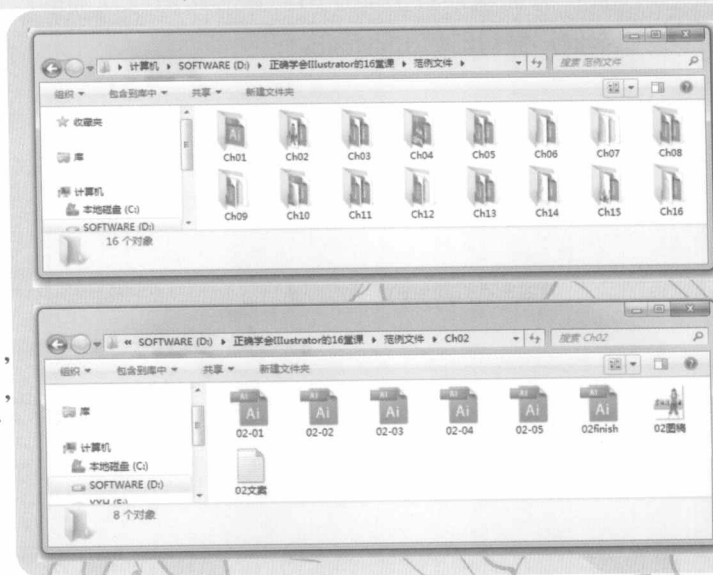 计算机 ▸ SOFTWARE (D:) ▸ 正确学会Illustrator的16堂课 ▸ 范例文件 ▸ 搜索 范例文件
组织 包含到库中 共享 新建文件夹
收藏夹
库
计算机
本地磁盘 (C:)
SOFTWARE (D:)
Ch01 Ch02 Ch03 Ch04 Ch05 Ch06 Ch07 Ch08
Ch09 Ch10 Ch11 Ch12 Ch13 Ch14 Ch15 Ch16
16 个对象
« SOFTWARE (D:) ▸ 正确学会Illustrator的16堂课 ▸ 范例文件 ▸ Ch02 搜索 Ch02
组织 包含到库中 共享 新建文件夹
库
计算机
本地磁盘 (C:)
SOFTWARE (D:)
02-01 02-02 02-03 02-04 02-05 02finish 02图稿
02文案
8 个对象